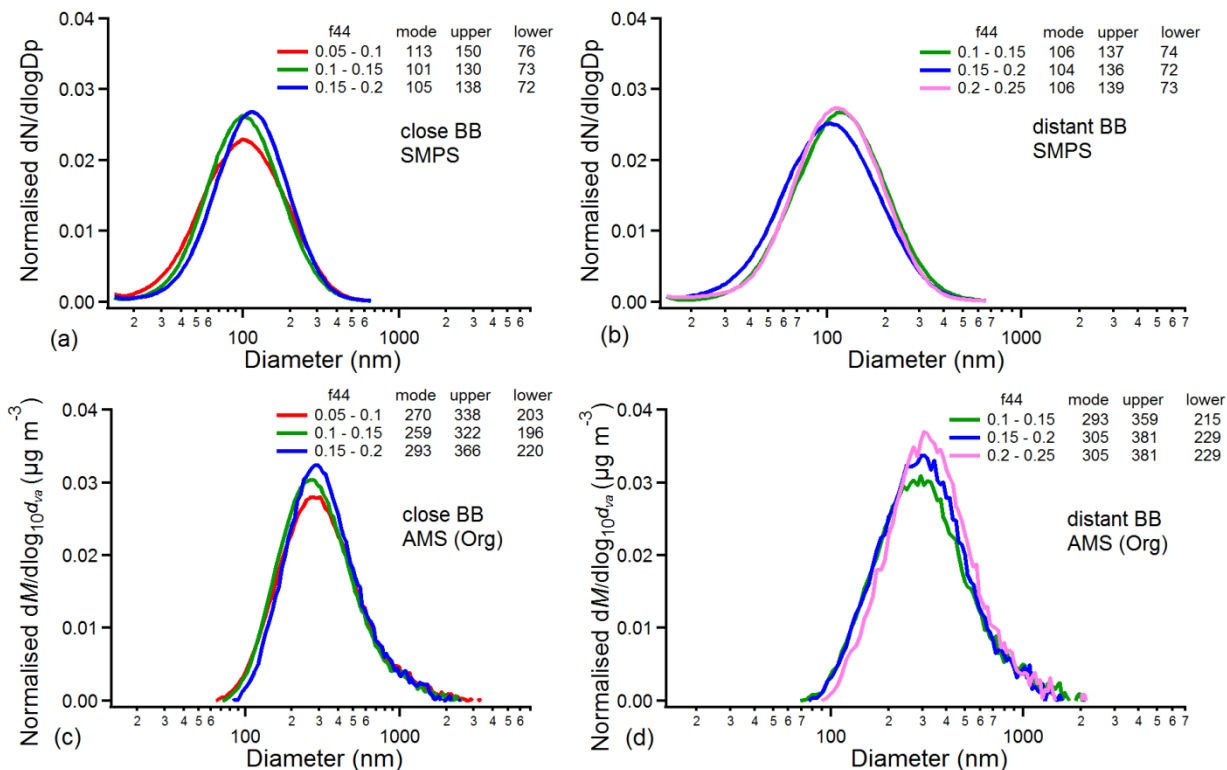 0.04
0.03
0.02
0.01
0.00
Normalised dN/dlogDp
f44 mode upper lower
0.05 - 0.1 113 150 76
0.1 - 0.15 101 130 73
0.15 - 0.2 105 138 72
close BB
SMPS
2 3 4 5 6 2 3 4 5 6 2 3 4 5 6
100 1000
(a)
Diameter (nm)
0.04
0.03
0.02
0.01
0.00
Normalised dN/dlogDp
f44 mode upper lower
0.1 - 0.15 106 137 74
0.15 - 0.2 104 136 72
0.2 - 0.25 106 139 73
distant BB
SMPS
2 3 4 5 6 7 2 3 4 5 6 7 2 3 4 5 6 7
100 1000
(b)
Diameter (nm)
0.04
0.03
0.02
0.01
0.00
Normalised dM/dlog10dva (µg m-3)
f44 mode upper lower
0.05 - 0.1 270 338 203
0.1 - 0.15 259 322 196
0.15 - 0.2 293 366 220
close BB
AMS (Org)
2 3 4 5 6 2 3 4 5 6 2 3 4 5 6
100 1000
(c)
Diameter (nm)
0.04
0.03
0.02
0.01
0.00
Normalised dM/dlog10dva (µg m-3)
f44 mode upper lower
0.1 - 0.15 293 359 215
0.15 - 0.2 305 381 229
0.2 - 0.25 305 381 229
distant BB
AMS (Org)
2 3 4 5 6 7 2 3 4 5 6 7 2 3 4 5 6 7
100 1000
(d)
Diameter (nm)